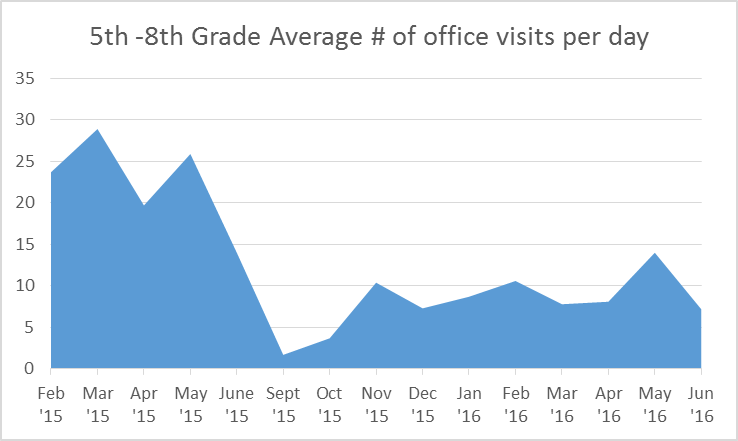 5th -8th Grade Average # of office visits per day
35
30
25
20
15
10
5
0
Feb Mar Apr May June Sept Oct Nov Dec Jan Feb Mar Apr May Jun
'15 '15 '15 '15 '15 '15 '15 '15 '15 '16 '16 '16 '16 '16 '16